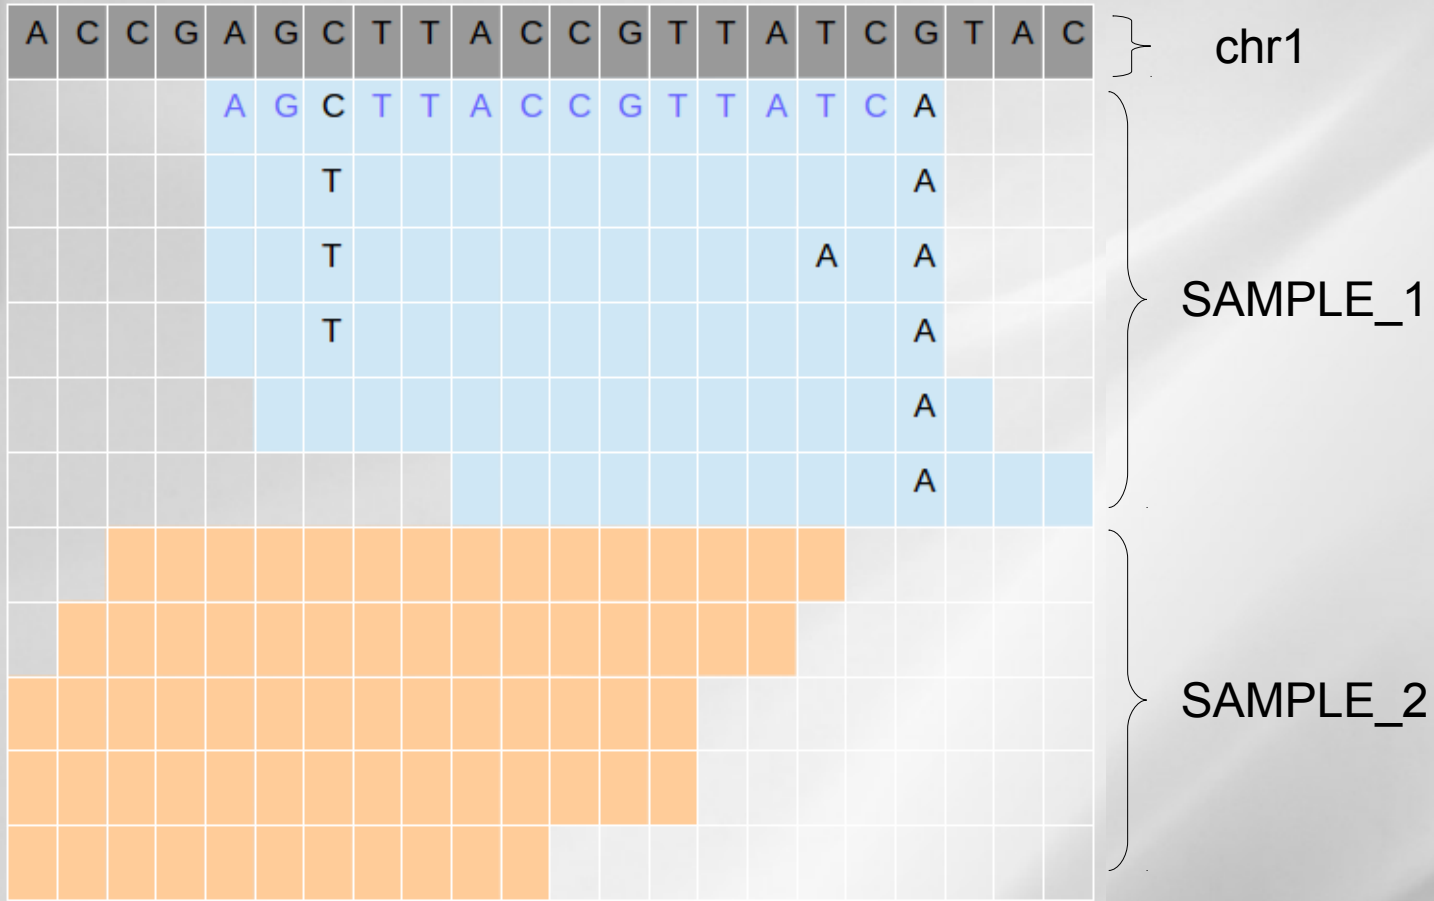 A C C G A G C T T A C C G T T A T C G T A C
chr1
A G C T T A C C G T T A T C A
T A
T A A
SAMPLE_1
T A
A
A
SAMPLE_2